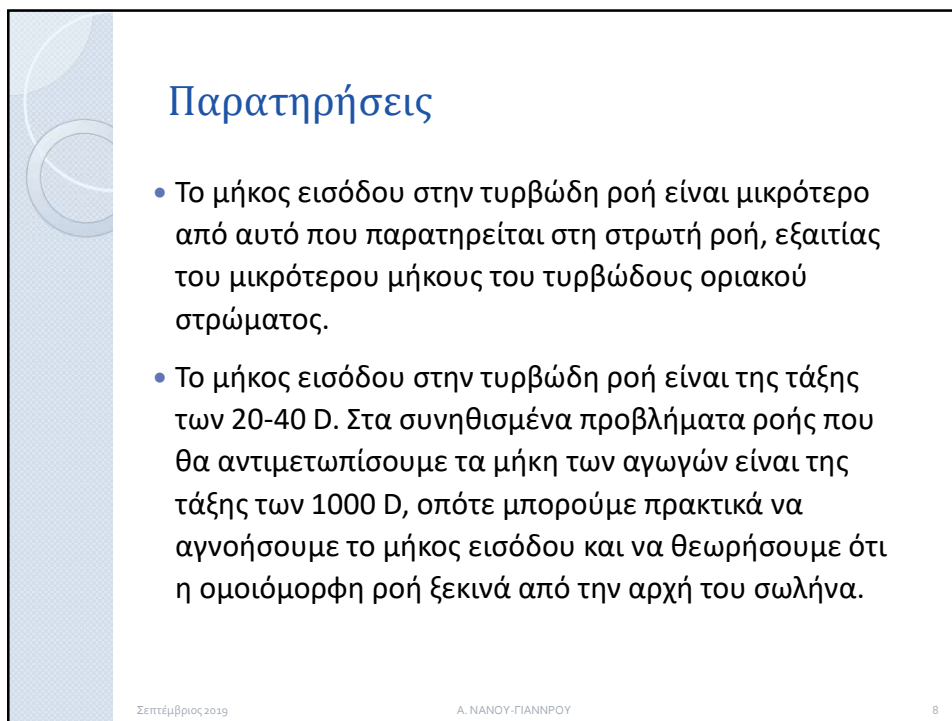 Παρατηρήσεις
• Το μήκος εισόδου στην τυρβώδη ροή είναι μικρότερο
από αυτό που παρατηρείται στη στρωτή ροή, εξαιτίας
του μικρότερου μήκους του τυρβώδους οριακού
στρώματος.
• Το μήκος εισόδου στην τυρβώδη ροή είναι της τάξης
των 20-40 D. Στα συνηθισμένα προβλήματα ροής που
θα αντιμετωπίσουμε τα μήκη των αγωγών είναι της
τάξης των 1000 D, οπότε μπορούμε πρακτικά να
αγνοήσουμε το μήκος εισόδου και να θεωρήσουμε ότι
η ομοιόμορφη ροή ξεκινά από την αρχή του σωλήνα.
Σεπτέμβριος 2019 Α. ΝΑΝΟΥ-ΓΙΑΝΝΡΟΥ 8